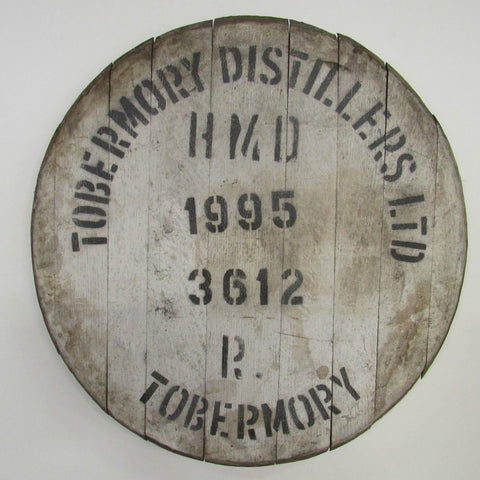 TOBERMORY DISTILLERS LTD
HMD
1995
3612
R.
TOBERMORY